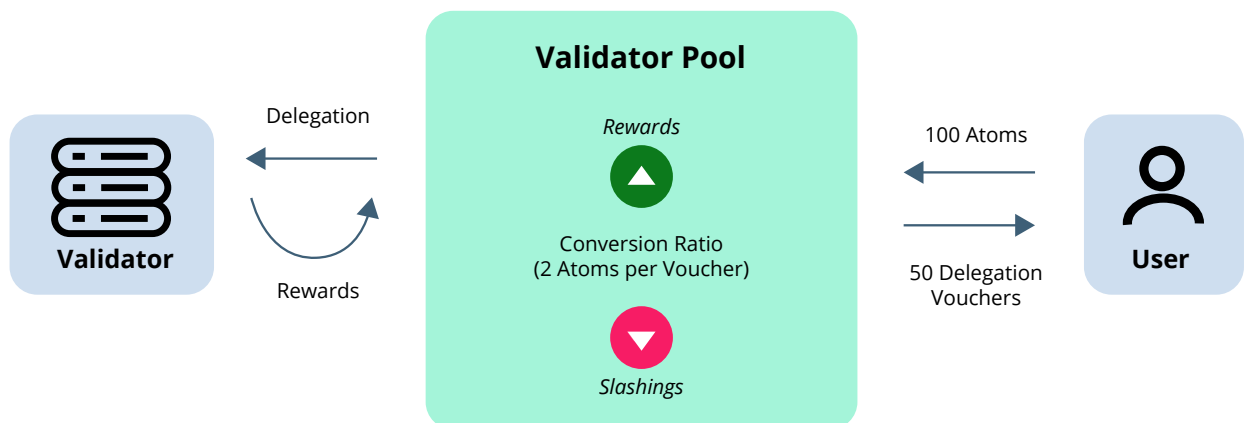 Validator Pool
Delegation
Rewards
100 Atoms
Validator
Conversion Ratio
(2 Atoms per Voucher)
User
Rewards
50 Delegation
Vouchers
Slashings